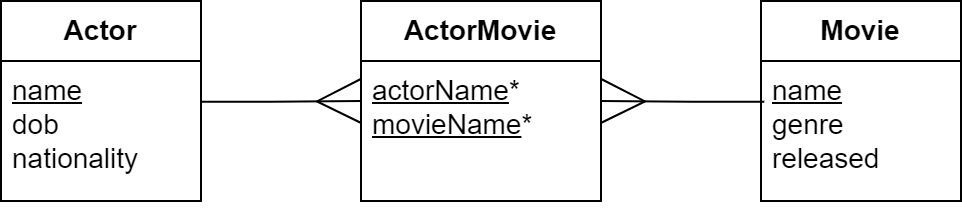 Actor
name
dob
nationality
ActorMovie
actorName*
movieName*
Movie
name
genre
released